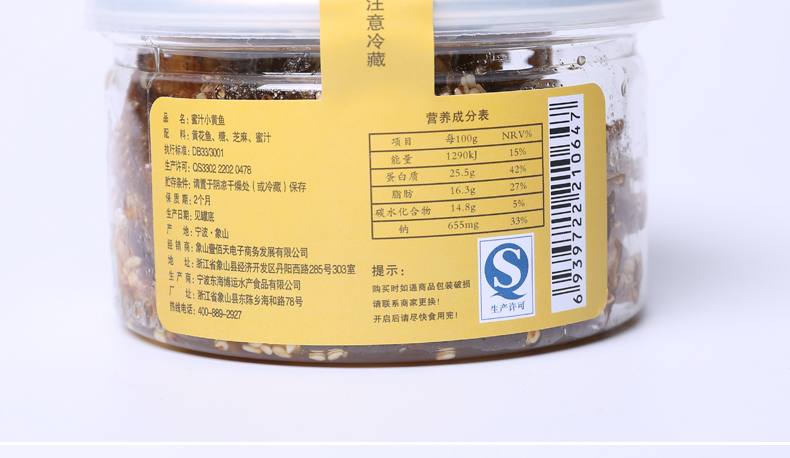 注意冷藏
品 名：蜜汁小黄鱼
配 料：黄花鱼、糖、芝麻、蜜汁
执行标准：DB33/3001
生产许可：QS3302 2202 0478
贮存条件：请置于阴凉干燥处（或冷藏）保存
保 质 期：2个月
生产日期：见罐底
产 地：宁波·象山
经 销 商：象山壹佰天电子商务发展有限公司
地 址：浙江省象山县经济开发区丹阳西路285号303室
生 产 商：宁波东海博远水产食品有限公司
厂 址：浙江省象山县东陈乡海和路78号
热线电话：400-889-2927
营养成分表
项目 每100g NRV%
能量 1290kJ 15%
蛋白质 25.5g 42%
脂肪 16.3g 27%
碳水化合物 14.8g 5%
钠 655mg 33%
提示：
购买时如遇商品包装破损
请联系商家更换！
开启后请尽快食用完！
QS
生产许可
6939722210647